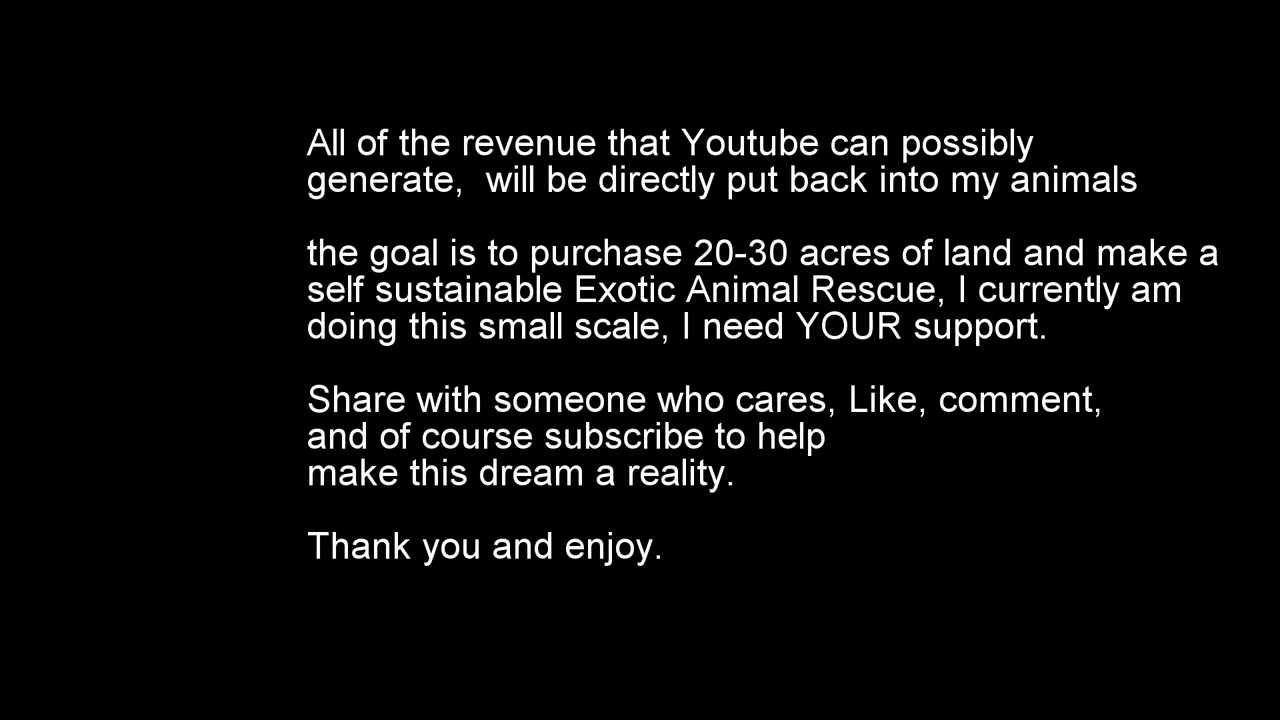 All of the revenue that Youtube can possibly
generate,  will be directly put back into my animals
the goal is to purchase 20-30 acres of land and make a
self sustainable Exotic Animal Rescue, I currently am
doing this small scale, I need YOUR support.
Share with someone who cares, Like, comment,
and of course subscribe to help
make this dream a reality.
Thank you and enjoy.